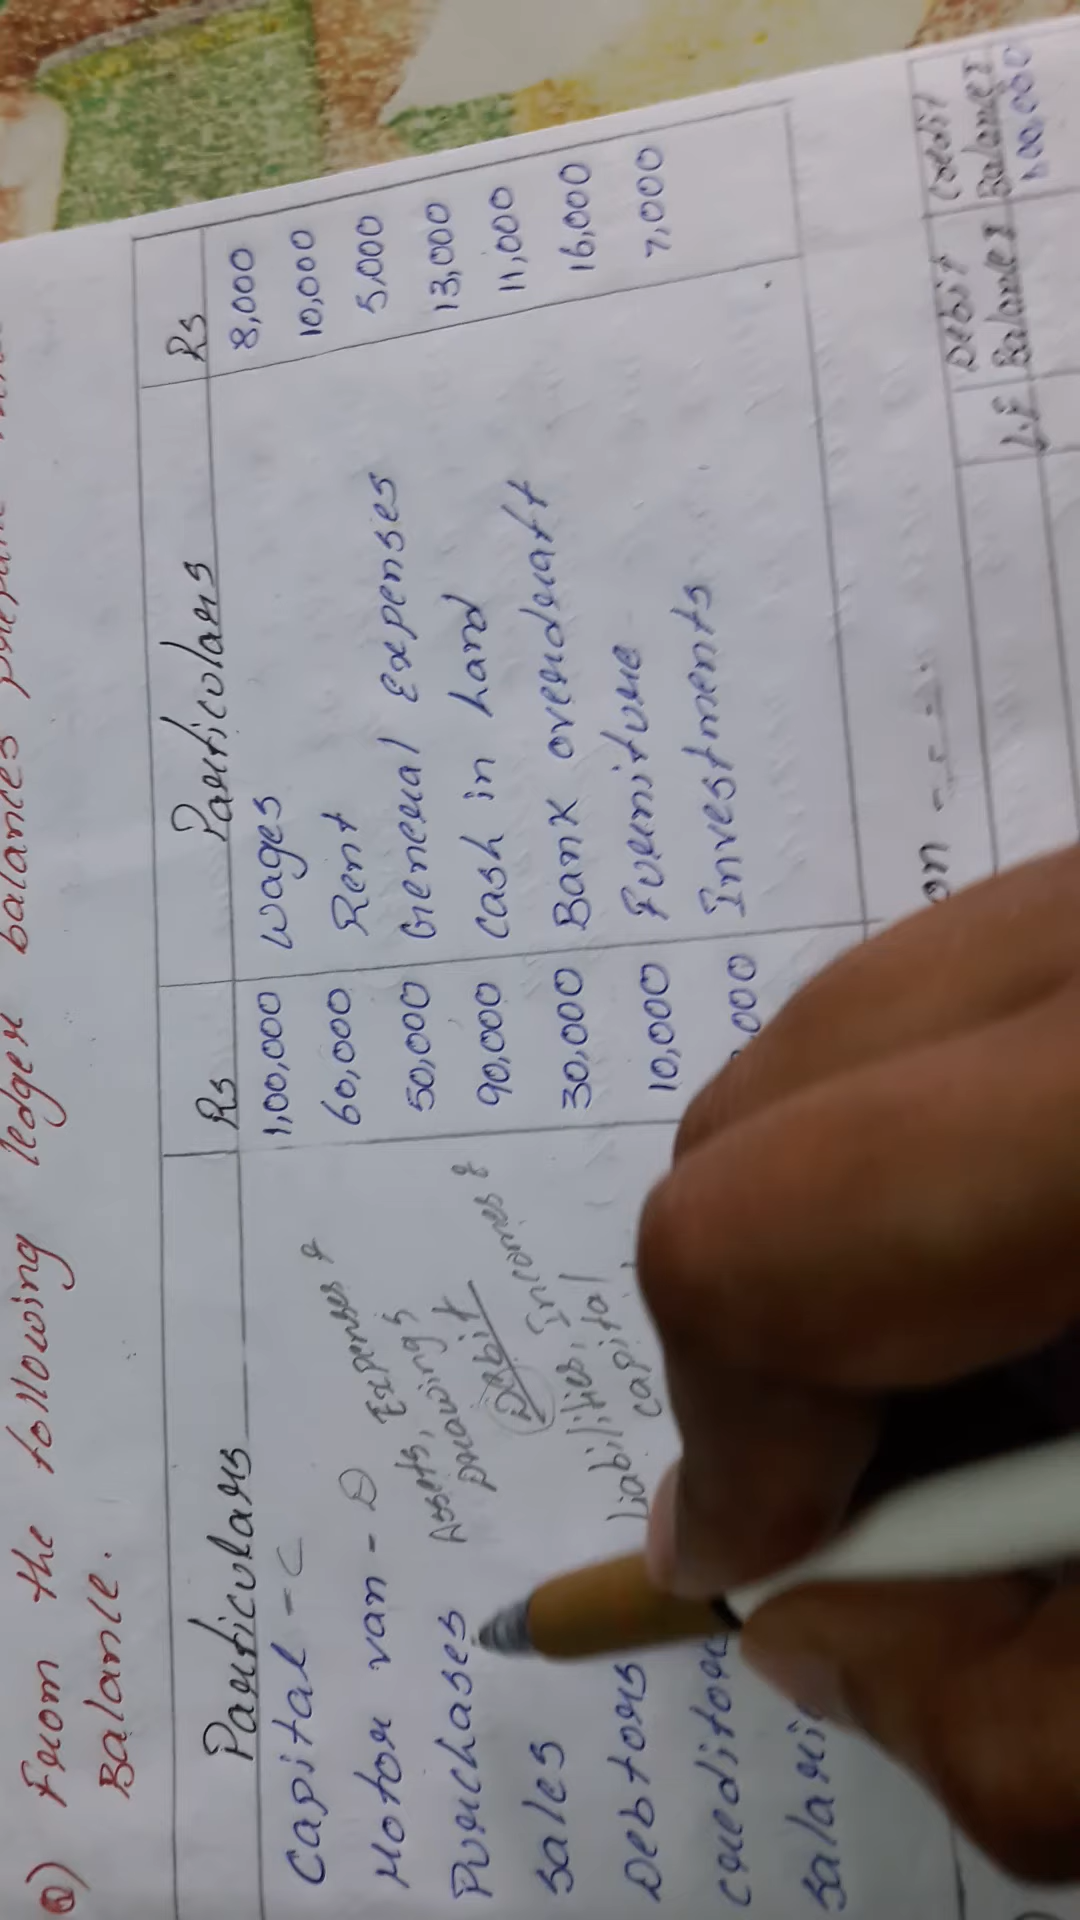 Q) From the following ledger balances prepare
Balance.
Particulars Rs Particulars Rs
Capital - C 1,00,000 Wages 8,000
Motor van - D 60,000 Rent 10,000
Purchases 50,000 General Expenses 5,000
Sales 90,000 Cash in hand 13,000
Debtors 30,000 Bank overdraft 11,000
Creditors 10,000 Furniture 16,000
,000 Investments 7,000
Expenses &
Assets, Drawings
Debit
Liabilities, Incomes &
capital
on
L.F Debit Balances Credit Balances
1,00,000